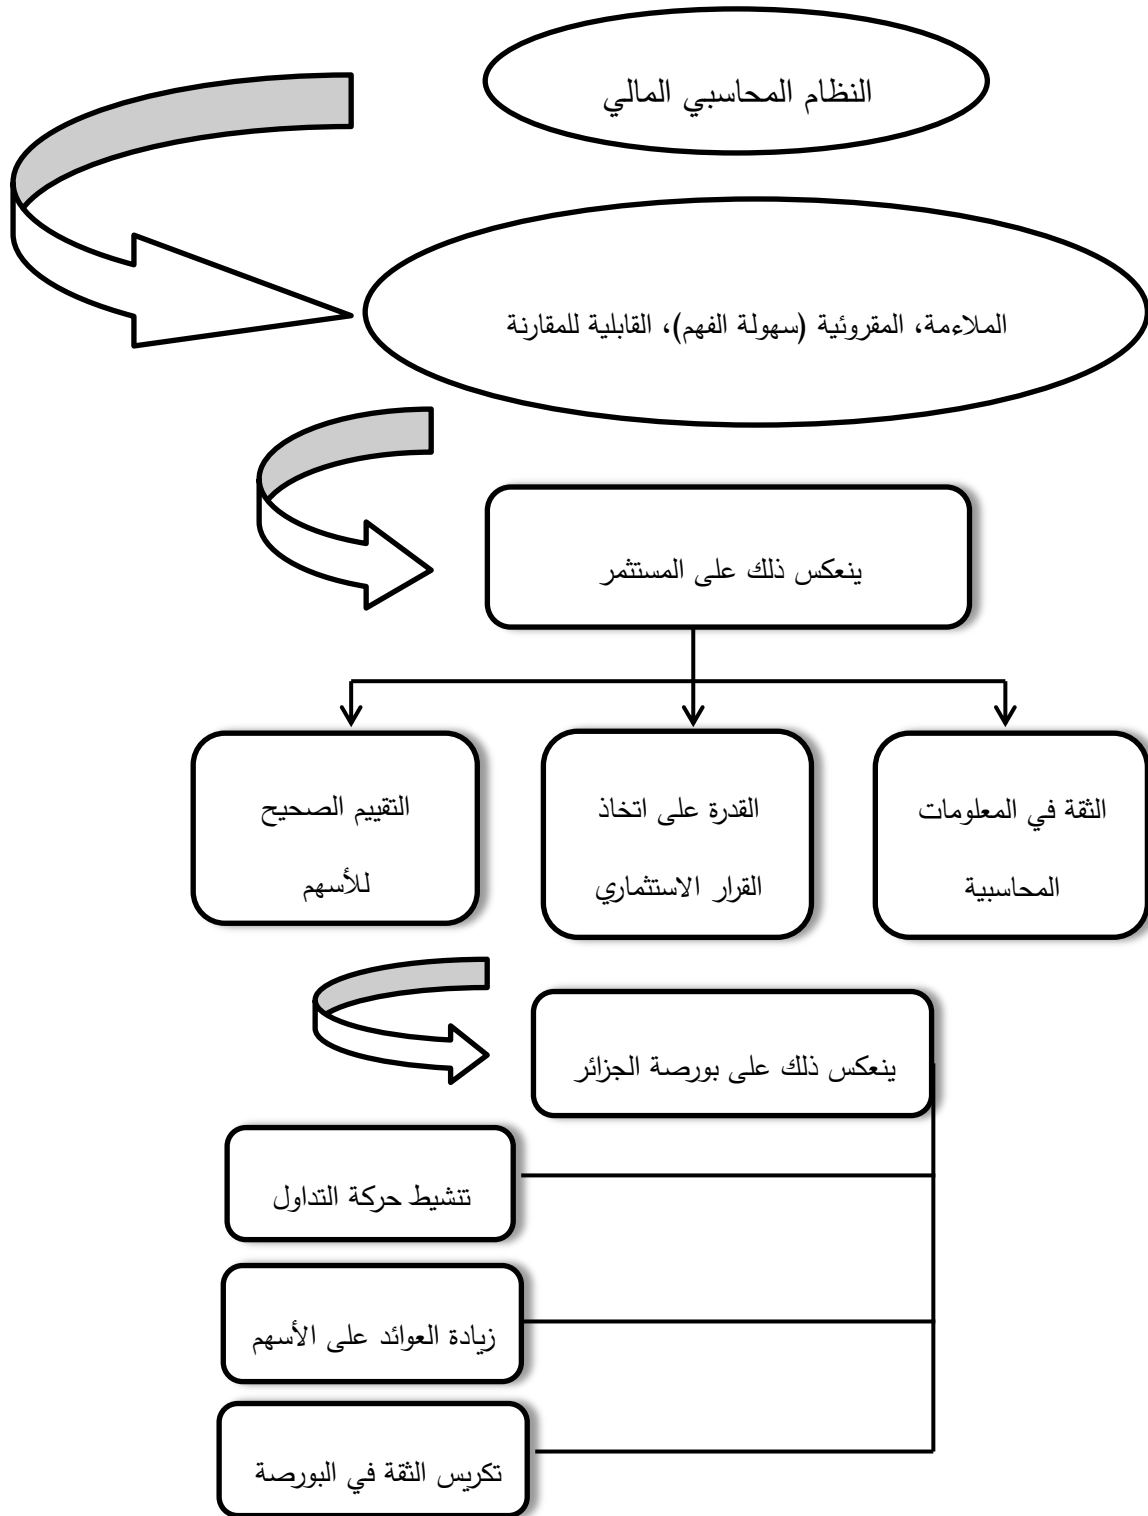 النظام المحاسبي المالي
الملاءمة، المقروئية (سهولة الفهم)، القابلية للمقارنة
ينعكس ذلك على المستثمر
الثقة في المعلومات
المحاسبية
القدرة على اتخاذ
القرار الاستثماري
التقييم الصحيح
للأسهم
ينعكس ذلك على بورصة الجزائر
تنشيط حركة التداول
زيادة العوائد على الأسهم
تكريس الثقة في البورصة